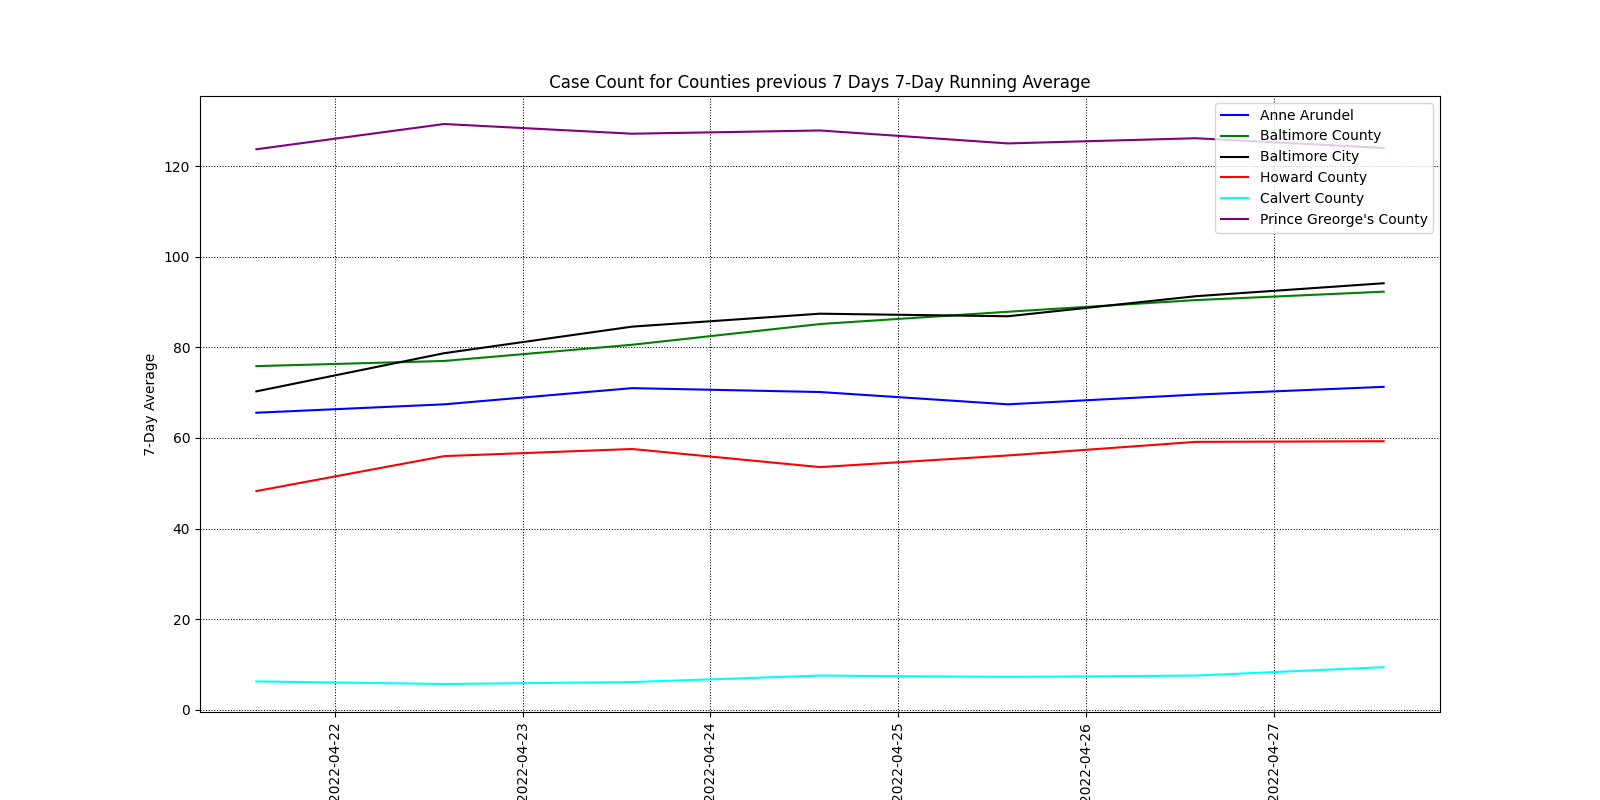 Case Count for Counties previous 7 Days 7-Day Running Average
Anne Arundel
Baltimore County
Baltimore City
Howard County
Calvert County
Prince Greorge's County
7-Day Average
120
100
80
60
40
20
0
2022-04-22
2022-04-23
2022-04-24
2022-04-25
2022-04-26
2022-04-27